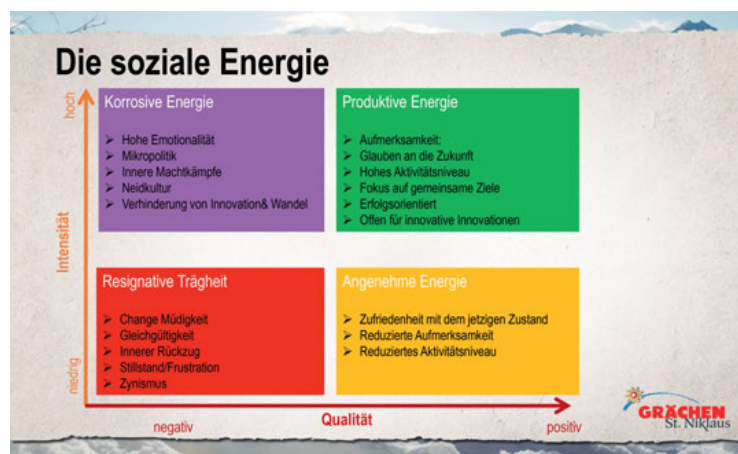 Die soziale Energie
hoch
Intensität
niedrig
Korrosive Energie
➢ Hohe Emotionalität
➢ Mikropolitik
➢ Innere Machtkämpfe
➢ Neidkultur
➢ Verhinderung von Innovation& Wandel
Produktive Energie
➢ Aufmerksamkeit:
➢ Glauben an die Zukunft
➢ Hohes Aktivitätsniveau
➢ Fokus auf gemeinsame Ziele
➢ Erfolgsorientiert
➢ Offen für innovative Innovationen
Resignative Trägheit
➢ Change Müdigkeit
➢ Gleichgültigkeit
➢ Innerer Rückzug
➢ Stillstand/Frustration
➢ Zynismus
Angenehme Energie
➢ Zufriedenheit mit dem jetzigen Zustand
➢ Reduzierte Aufmerksamkeit
➢ Reduziertes Aktivitätsniveau
negativ
Qualität
positiv
GRÄCHEN
St. Niklaus